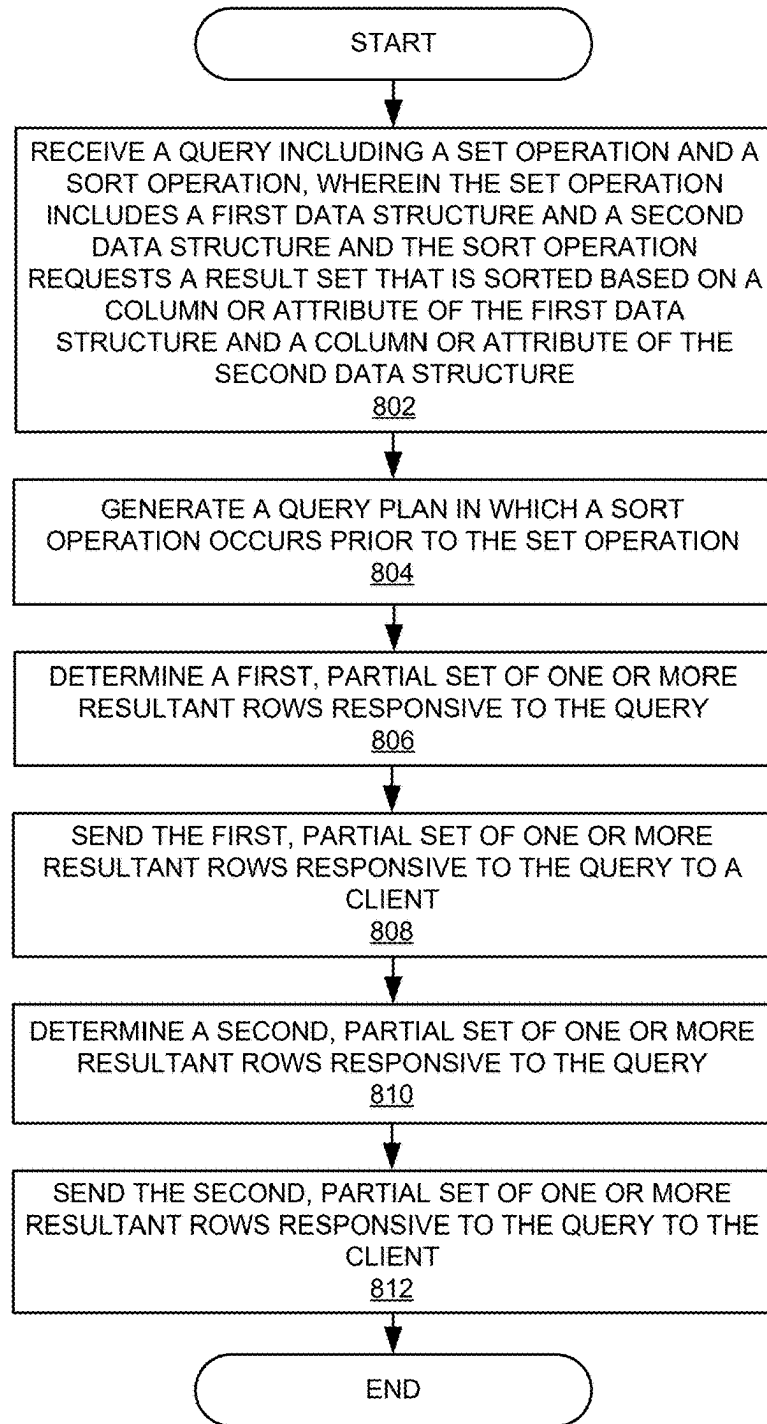 START
RECEIVE A QUERY INCLUDING A SET OPERATION AND A
SORT OPERATION, WHEREIN THE SET OPERATION
INCLUDES A FIRST DATA STRUCTURE AND A SECOND
DATA STRUCTURE AND THE SORT OPERATION
REQUESTS A RESULT SET THAT IS SORTED BASED ON A
COLUMN OR ATTRIBUTE OF THE FIRST DATA
STRUCTURE AND A COLUMN OR ATTRIBUTE OF THE
SECOND DATA STRUCTURE
802
GENERATE A QUERY PLAN IN WHICH A SORT
OPERATION OCCURS PRIOR TO THE SET OPERATION
804
DETERMINE A FIRST, PARTIAL SET OF ONE OR MORE
RESULTANT ROWS RESPONSIVE TO THE QUERY
806
SEND THE FIRST, PARTIAL SET OF ONE OR MORE
RESULTANT ROWS RESPONSIVE TO THE QUERY TO A
CLIENT
808
DETERMINE A SECOND, PARTIAL SET OF ONE OR MORE
RESULTANT ROWS RESPONSIVE TO THE QUERY
810
SEND THE SECOND, PARTIAL SET OF ONE OR MORE
RESULTANT ROWS RESPONSIVE TO THE QUERY TO THE
CLIENT
812
END